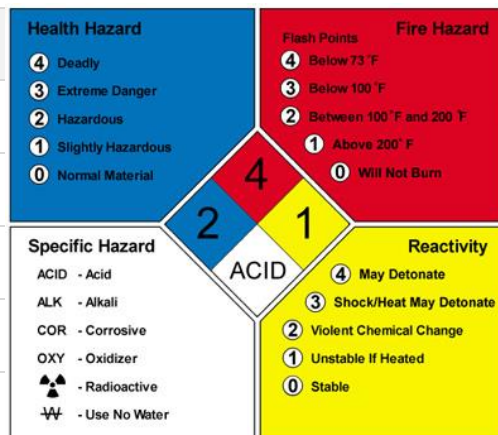 Health Hazard
4 Deadly
3 Extreme Danger
2 Hazardous
1 Slightly Hazardous
0 Normal Material
Fire Hazard
Flash Points
4 Below 73 °F
3 Below 100 °F
2 Between 100 °F and 200 °F
1 Above 200° F
0 Will Not Burn
4
2
1
ACID
Specific Hazard
ACID - Acid
ALK - Alkali
COR - Corrosive
OXY - Oxidizer
- Radioactive
W - Use No Water
Reactivity
4 May Detonate
3 Shock/Heat May Detonate
2 Violent Chemical Change
1 Unstable If Heated
0 Stable